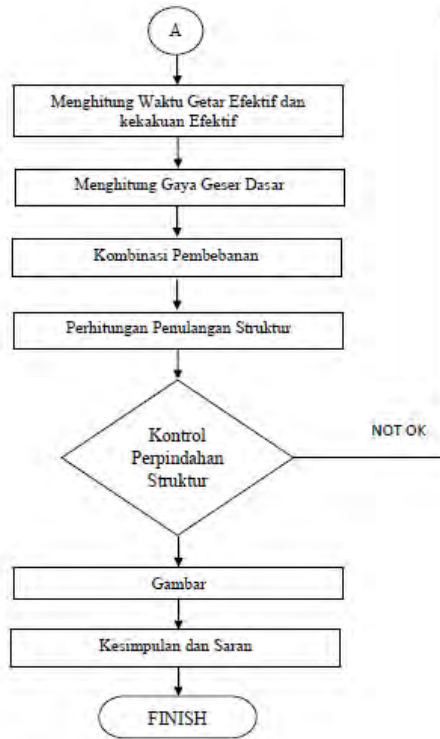 A
Menghitung Waktu Getar Efektif dan
kekakuan Efektif
Menghitung Gaya Geser Dasar
Kombinasi Pembebanan
Perhitungan Penulangan Struktur
Kontrol
Perpindahan
Struktur
NOT OK
Gambar
Kesimpulan dan Saran
FINISH